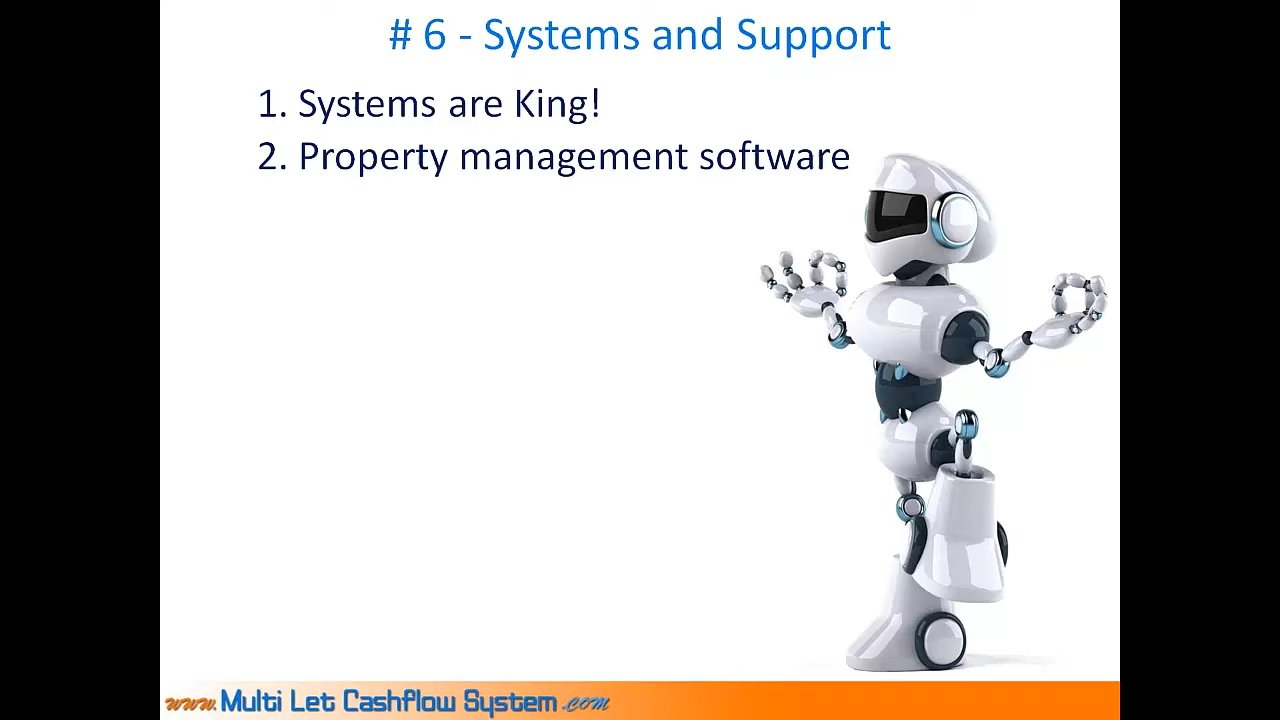 # 6 - Systems and Support
1. Systems are King!
2. Property management software
www.Multi Let Cashflow System.com